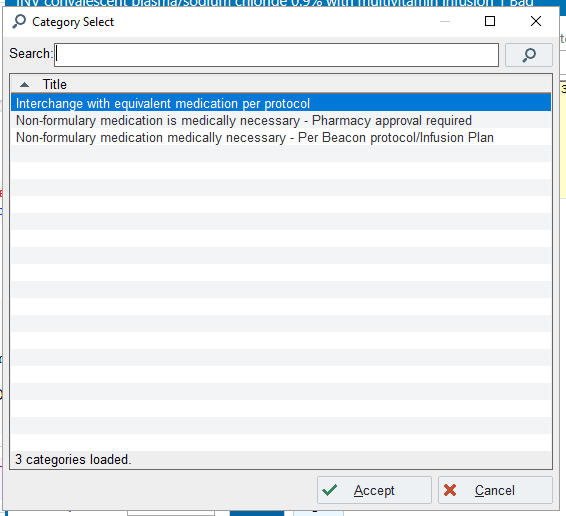 INV convalescent plasma/sodium chloride 0.9% with multivitamin infusion 1 Bag
Category Select
Search:
Title
Interchange with equivalent medication per protocol
Non-formulary medication is medically necessary - Pharmacy approval required
Non-formulary medication medically necessary - Per Beacon protocol/Infusion Plan
3 categories loaded.
Accept
Cancel